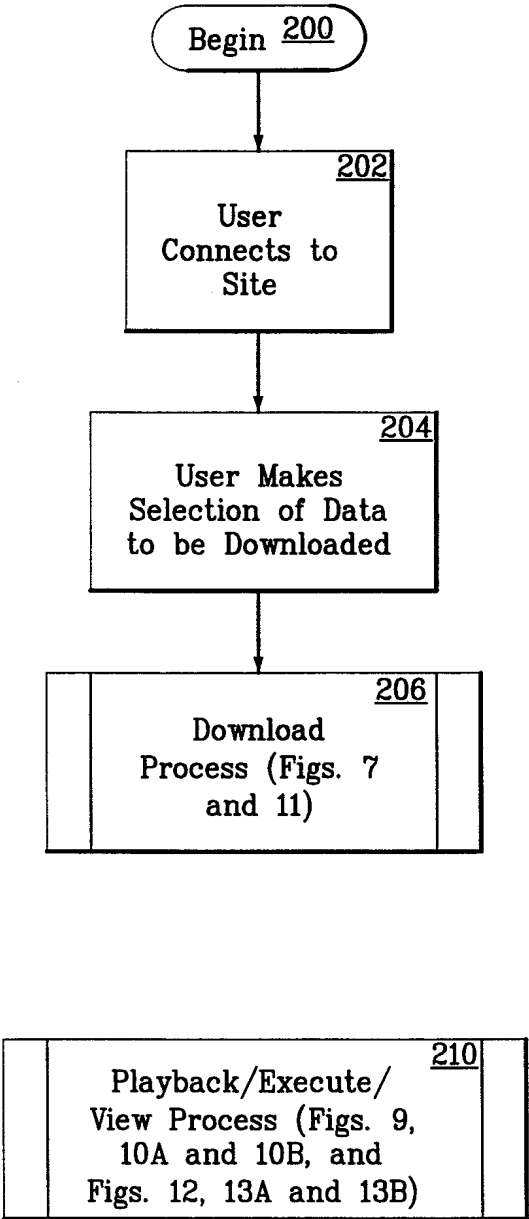 Begin 200
202
User
Connects to
Site
204
User Makes
Selection of Data
to be Downloaded
206
Download
Process (Figs. 7
and 11)
210
Playback/Execute/
View Process (Figs. 9,
10A and 10B, and
Figs. 12, 13A and 13B)